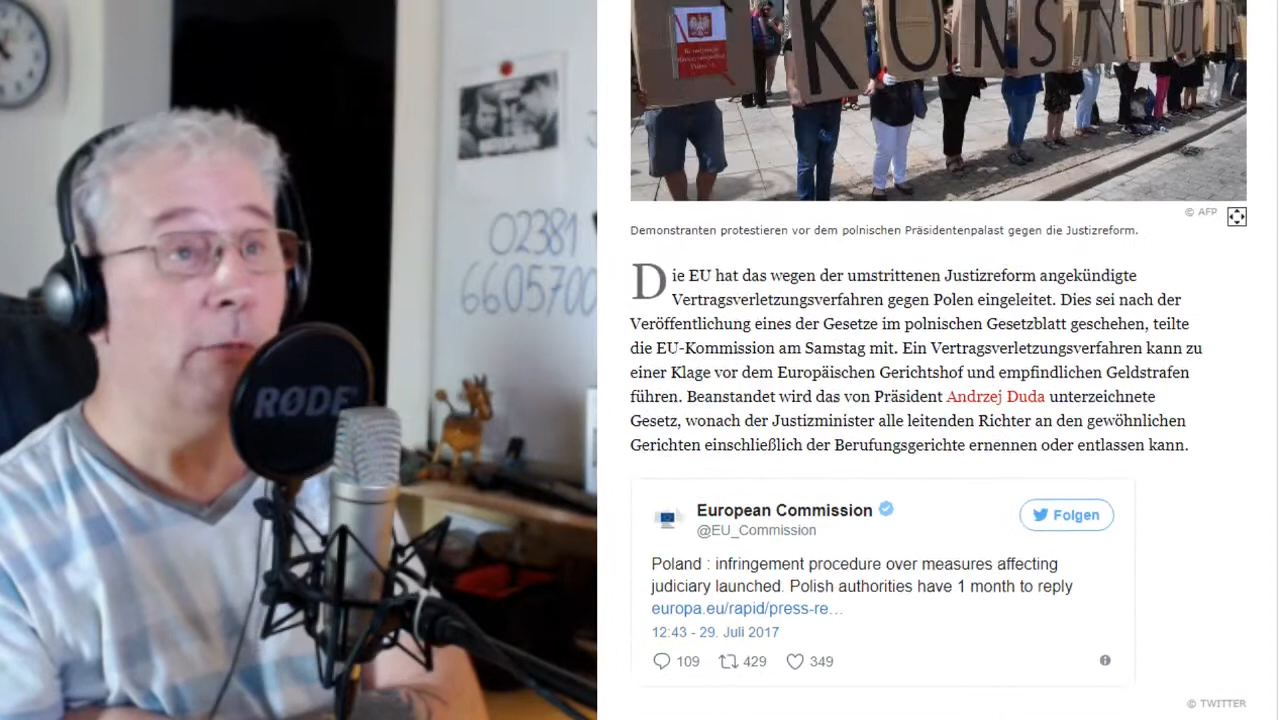 02381
6605700
RØDE
KONSTYTUC
© AFP
Demonstranten protestieren vor dem polnischen Präsidentenpalast gegen die Justizreform.
Die EU hat das wegen der umstrittenen Justizreform angekündigte
Vertragsverletzungsverfahren gegen Polen eingeleitet. Dies sei nach der
Veröffentlichung eines der Gesetze im polnischen Gesetzblatt geschehen, teilte
die EU-Kommission am Samstag mit. Ein Vertragsverletzungsverfahren kann zu
einer Klage vor dem Europäischen Gerichtshof und empfindlichen Geldstrafen
führen. Beanstandet wird das von Präsident Andrzej Duda unterzeichnete
Gesetz, wonach der Justizminister alle leitenden Richter an den gewöhnlichen
Gerichten einschließlich der Berufungsgerichte ernennen oder entlassen kann.
European Commission
@EU_Commission
Folgen
Poland : infringement procedure over measures affecting
judiciary launched. Polish authorities have 1 month to reply
europa.eu/rapid/press-re…
12:43 - 29. Juli 2017
109 429 349
© TWITTER